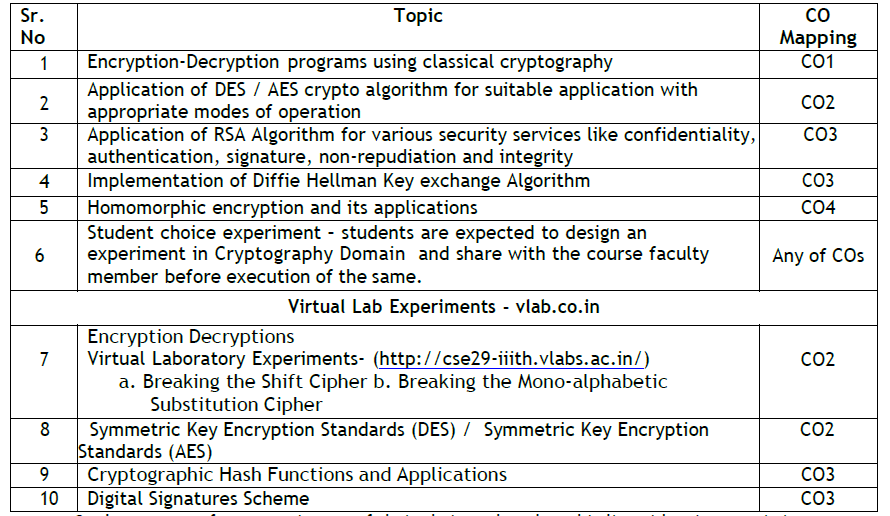 Sr. No Topic CO Mapping
1 Encryption-Decryption programs using classical cryptography CO1
2 Application of DES / AES crypto algorithm for suitable application with
appropriate modes of operation CO2
3 Application of RSA Algorithm for various security services like confidentiality, CO3
authentication, signature, non-repudiation and integrity
4 Implementation of Diffie Hellman Key exchange Algorithm CO3
5 Homomorphic encryption and its applications CO4
6 Student choice experiment – students are expected to design an
experiment in Cryptography Domain and share with the course faculty Any of COs
member before execution of the same.
Virtual Lab Experiments - vlab.co.in
Encryption Decryptions
7 Virtual Laboratory Experiments- (http://cse29-iiith.vlabs.ac.in/) CO2
a. Breaking the Shift Cipher b. Breaking the Mono-alphabetic
Substitution Cipher
8 Symmetric Key Encryption Standards (DES) / Symmetric Key Encryption CO2
Standards (AES)
9 Cryptographic Hash Functions and Applications CO3
10 Digital Signatures Scheme CO3